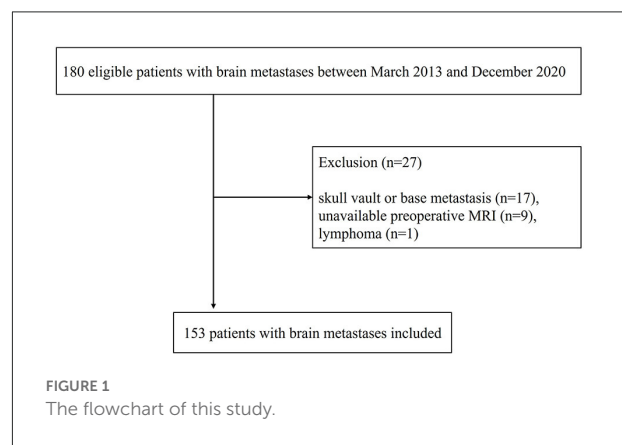 180 eligible patients with brain metastases between March 2013 and December 2020
Exclusion (n=27)
skull vault or base metastasis (n=17),
unavailable preoperative MRI (n=9),
lymphoma (n=1)
153 patients with brain metastases included
FIGURE 1
The flowchart of this study.